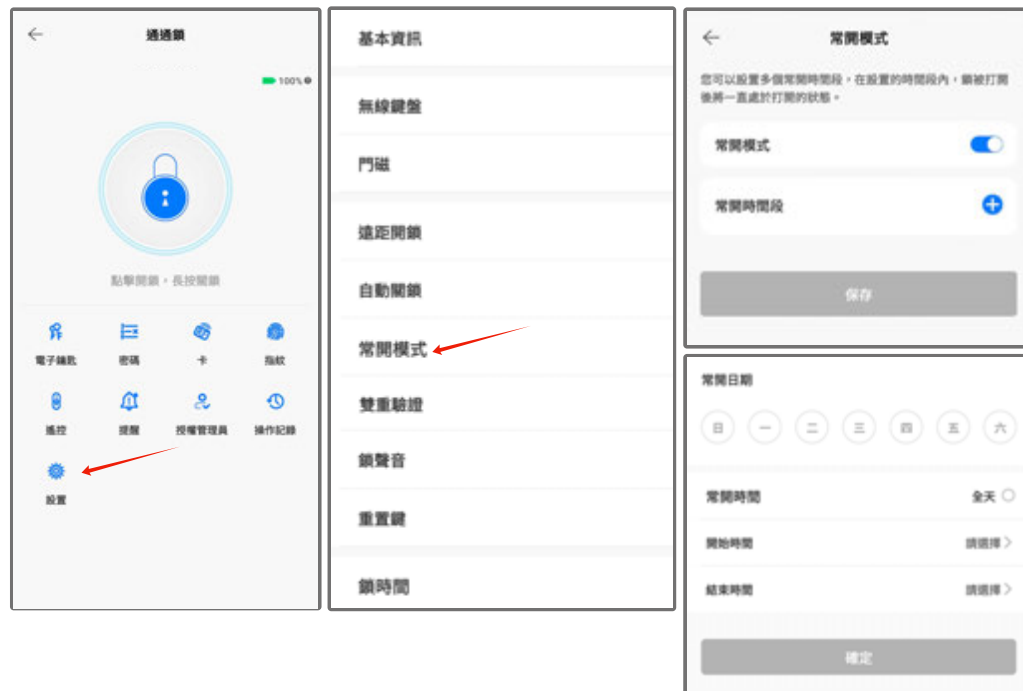 通通鎖
100%
點擊開鎖，長按關鎖
電子鑰匙
密碼
卡
指紋
遙控
提醒
授權管理員
操作記錄
設置
基本資訊
無線鍵盤
門磁
遠距開鎖
自動關鎖
常開模式
雙重驗證
鎖聲音
重置鍵
鎖時間
常開模式
您可以設置多個常開時間段，在設置的時間段內，鎖被打開
後將一直處於打開的狀態。
常開模式
常開時間段
保存
常開日期
日 一 二 三 四 五 六
常開時間 全天
開始時間 請選擇
結束時間 請選擇
確定